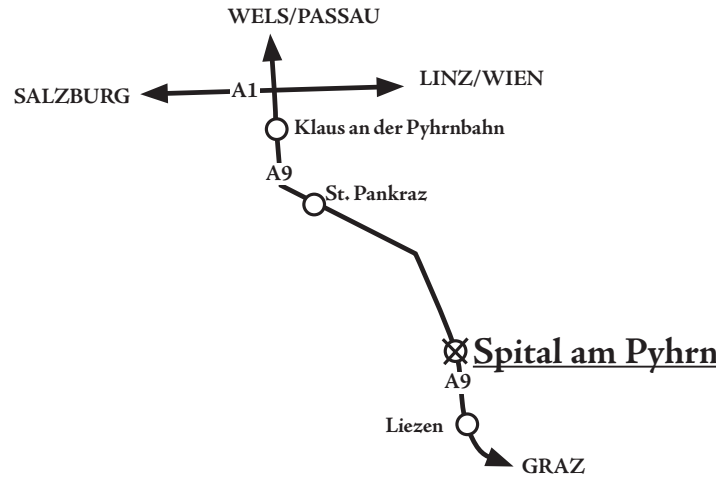 WELS/PASSAU
LINZ/WIEN
SALZBURG
A1
Klaus an der Pyhrnbahn
A9
St. Pankraz
Spital am Pyhrn
A9
Liezen
GRAZ